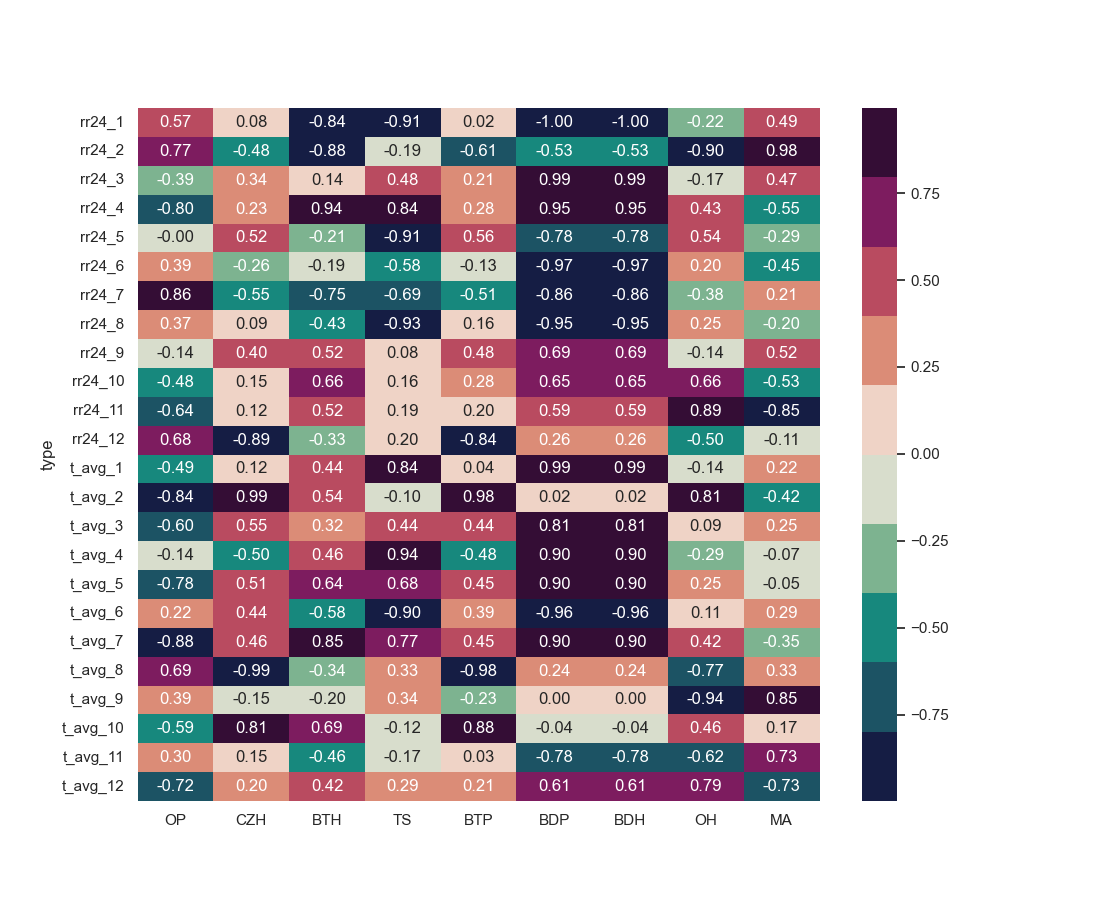 rr24_1 0.57 0.08 -0.84 -0.91 0.02 -1.00 -1.00 -0.22 0.49
rr24_2 0.77 -0.48 -0.88 -0.19 -0.61 -0.53 -0.53 -0.90 0.98
rr24_3 -0.39 0.34 0.14 0.48 0.21 0.99 0.99 -0.17 0.47
rr24_4 -0.80 0.23 0.94 0.84 0.28 0.95 0.95 0.43 -0.55
rr24_5 -0.00 0.52 -0.21 -0.91 0.56 -0.78 -0.78 0.54 -0.29
rr24_6 0.39 -0.26 -0.19 -0.58 -0.13 -0.97 -0.97 0.20 -0.45
rr24_7 0.86 -0.55 -0.75 -0.69 -0.51 -0.86 -0.86 -0.38 0.21
rr24_8 0.37 0.09 -0.43 -0.93 0.16 -0.95 -0.95 0.25 -0.20
rr24_9 -0.14 0.40 0.52 0.08 0.48 0.69 0.69 -0.14 0.52
rr24_10 -0.48 0.15 0.66 0.16 0.28 0.65 0.65 0.66 -0.53
rr24_11 -0.64 0.12 0.52 0.19 0.20 0.59 0.59 0.89 -0.85
rr24_12 0.68 -0.89 -0.33 0.20 -0.84 0.26 0.26 -0.50 -0.11
t_avg_1 -0.49 0.12 0.44 0.84 0.04 0.99 0.99 -0.14 0.22
t_avg_2 -0.84 0.99 0.54 -0.10 0.98 0.02 0.02 0.81 -0.42
t_avg_3 -0.60 0.55 0.32 0.44 0.44 0.81 0.81 0.09 0.25
t_avg_4 -0.14 -0.50 0.46 0.94 -0.48 0.90 0.90 -0.29 -0.07
t_avg_5 -0.78 0.51 0.64 0.68 0.45 0.90 0.90 0.25 -0.05
t_avg_6 0.22 0.44 -0.58 -0.90 0.39 -0.96 -0.96 0.11 0.29
t_avg_7 -0.88 0.46 0.85 0.77 0.45 0.90 0.90 0.42 -0.35
t_avg_8 0.69 -0.99 -0.34 0.33 -0.98 0.24 0.24 -0.77 0.33
t_avg_9 0.39 -0.15 -0.20 0.34 -0.23 0.00 0.00 -0.94 0.85
t_avg_10 -0.59 0.81 0.69 -0.12 0.88 -0.04 -0.04 0.46 0.17
t_avg_11 0.30 0.15 -0.46 -0.17 0.03 -0.78 -0.78 -0.62 0.73
t_avg_12 -0.72 0.20 0.42 0.29 0.21 0.61 0.61 0.79 -0.73
OP CZH BTH TS BTP BDP BDH OH MA
type
0.75
0.50
0.25
0.00
−0.25
−0.50
−0.75